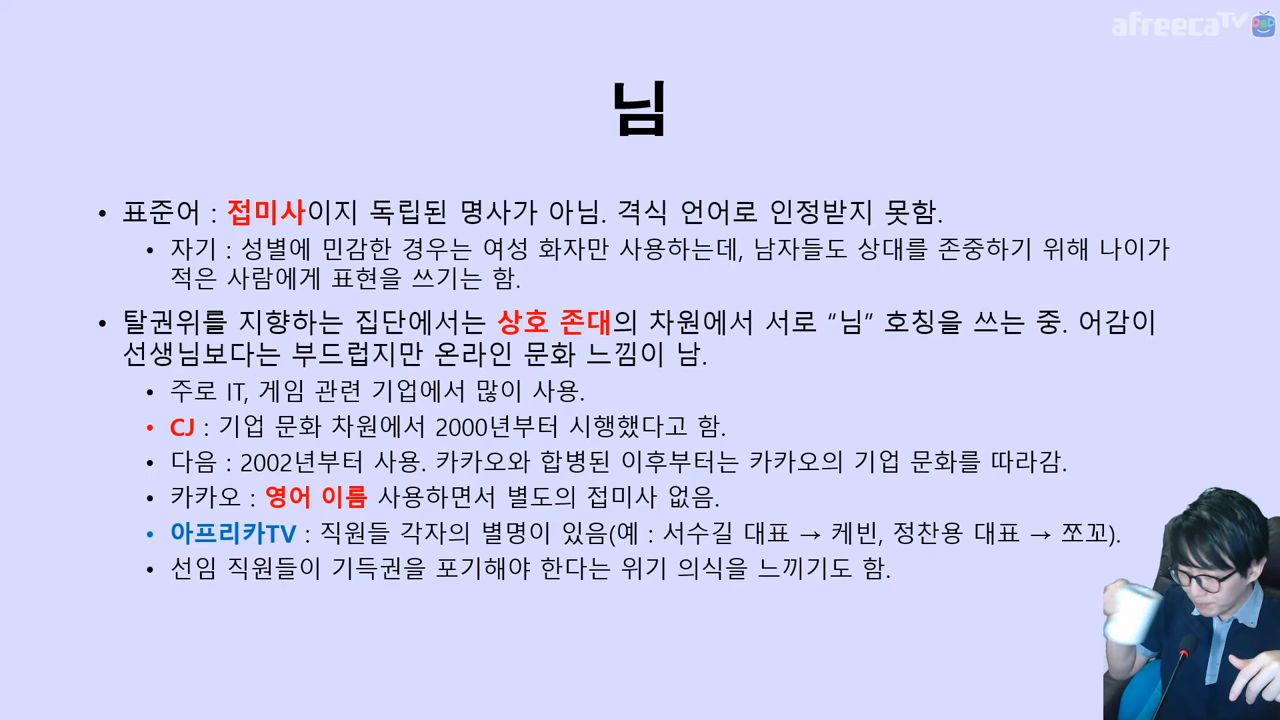 afreecaTV
님
• 표준어 : 접미사이지 독립된 명사가 아님. 격식 언어로 인정받지 못함.
• 자기 : 성별에 민감한 경우는 여성 화자만 사용하는데, 남자들도 상대를 존중하기 위해 나이가
적은 사람에게 표현을 쓰기는 함.
• 탈권위를 지향하는 집단에서는 상호 존대의 차원에서 서로 “님” 호칭을 쓰는 중. 어감이
선생님보다는 부드럽지만 온라인 문화 느낌이 남.
• 주로 IT, 게임 관련 기업에서 많이 사용.
• CJ : 기업 문화 차원에서 2000년부터 시행했다고 함.
• 다음 : 2002년부터 사용. 카카오와 합병된 이후부터는 카카오의 기업 문화를 따라감.
• 카카오 : 영어 이름 사용하면서 별도의 접미사 없음.
• 아프리카TV : 직원들 각자의 별명이 있음(예 : 서수길 대표 → 케빈, 정찬용 대표 → 쪼꼬).
• 선임 직원들이 기득권을 포기해야 한다는 위기 의식을 느끼기도 함.